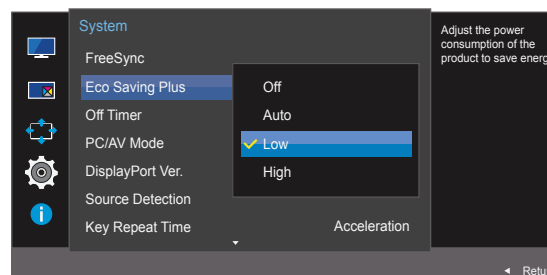 System
FreeSync
Eco Saving Plus
Off Timer
PC/AV Mode
DisplayPort Ver.
Source Detection
Key Repeat Time
Acceleration
Off
Auto
Low
High
Adjust the power
consumption of the
product to save energ
Retu